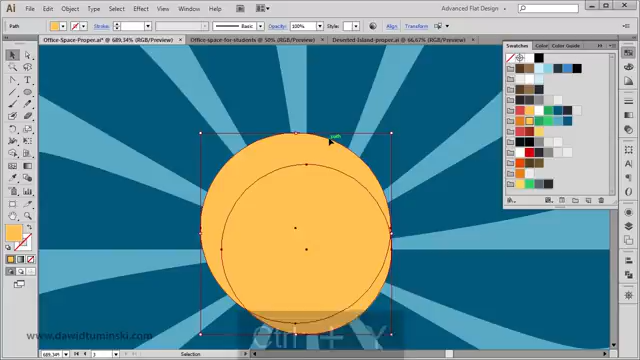 Ai
File Edit Object Type Select Effect View Window Help
Advanced Flat Design
Path
Stroke:
Basic
Opacity: 100%
Style:
Align
Transform
Office-Space-Proper.ai* @ 689,34% (RGB/Preview)
Office-space-for-students @ 50% (RGB/Preview)
Deserted-Island-proper.ai @ 66,67% (RGB/Preview)
Swatches Color Color Guide
path
www.dawidtuminski.com
Ctrl + Y
689,34%
3
Selection